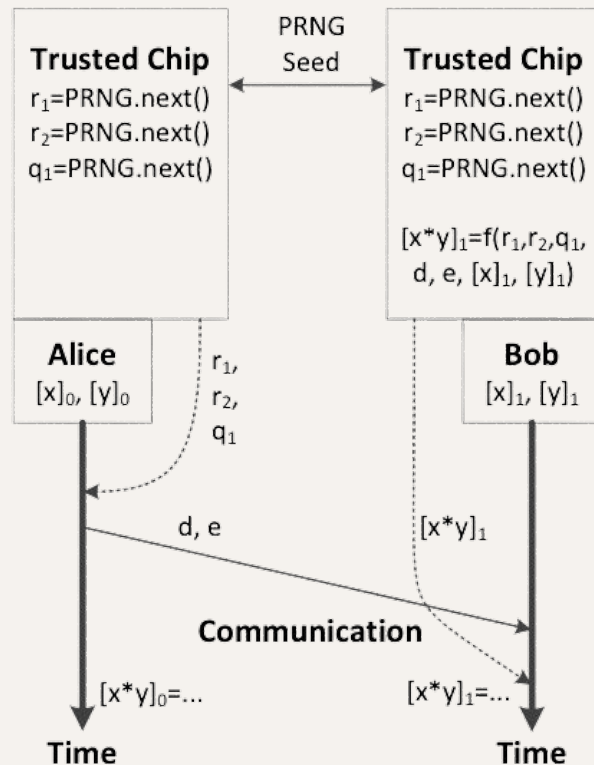 PRNG
Seed
Trusted Chip
r₁=PRNG.next()
r₂=PRNG.next()
q₁=PRNG.next()
Trusted Chip
r₁=PRNG.next()
r₂=PRNG.next()
q₁=PRNG.next()
[x*y]₁=f(r₁,r₂,q₁,
d, e, [x]₁, [y]₁)
Alice
[x]₀, [y]₀
r₁,
r₂,
q₁
Bob
[x]₁, [y]₁
d, e
[x*y]₁
Communication
[x*y]₀=...
[x*y]₁=...
Time
Time